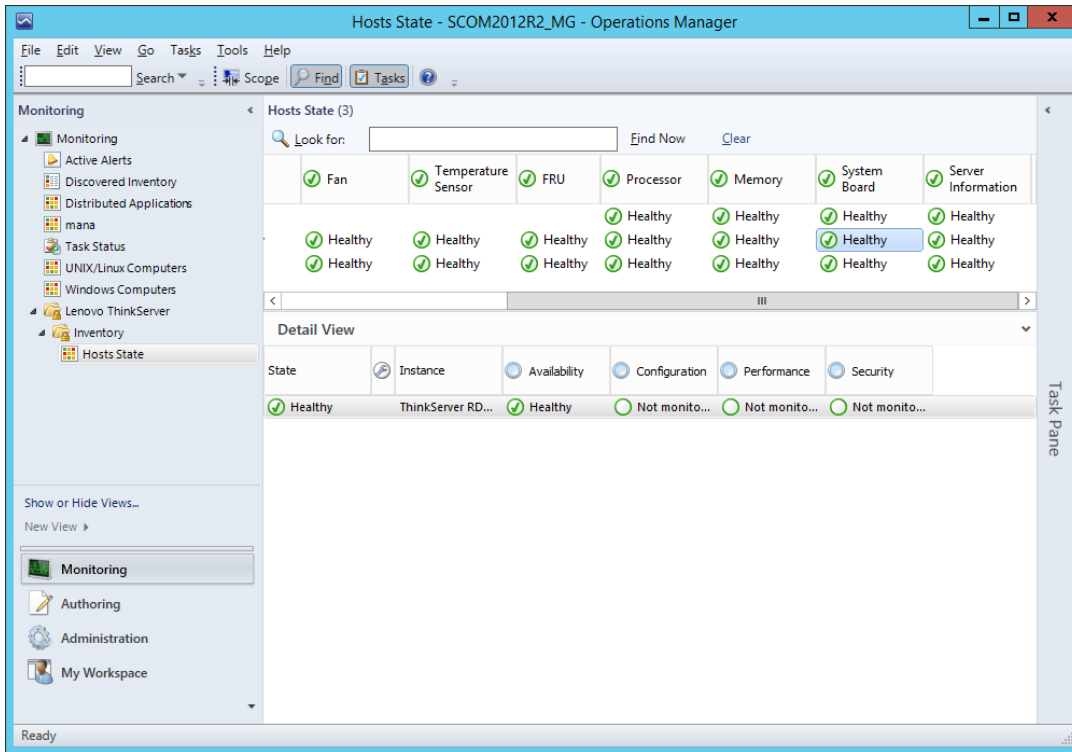 Hosts State - SCOM2012R2_MG - Operations Manager
File Edit View Go Tasks Tools Help
Search Scope Find Tasks
Monitoring
Monitoring
Active Alerts
Discovered Inventory
Distributed Applications
mana
Task Status
UNIX/Linux Computers
Windows Computers
Lenovo ThinkServer
Inventory
Hosts State
Show or Hide Views...
New View
Monitoring
Authoring
Administration
My Workspace
Hosts State (3)
Look for: Find Now Clear
Fan Temperature Sensor FRU Processor Memory System Board Server Information
Healthy Healthy Healthy Healthy
Healthy Healthy Healthy Healthy Healthy Healthy Healthy
Healthy Healthy Healthy Healthy Healthy Healthy Healthy
Detail View
State Instance Availability Configuration Performance Security
Healthy ThinkServer RD... Healthy Not monito... Not monito... Not monito...
Task Pane
Ready